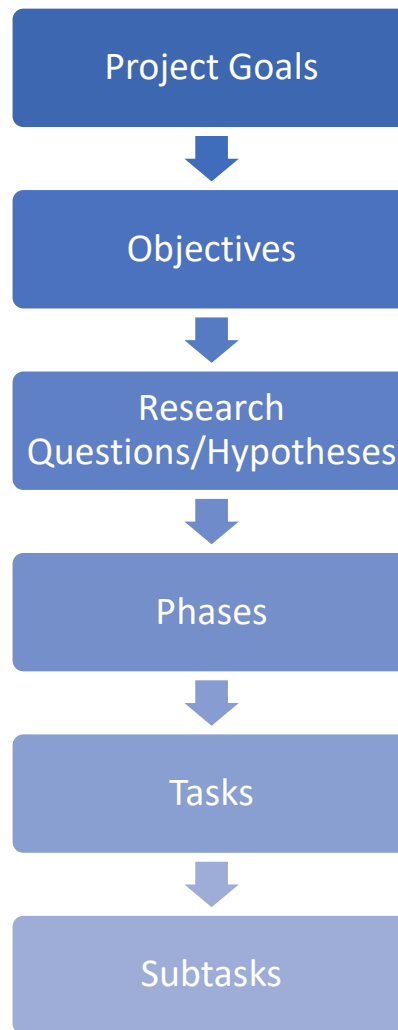 Project Goals
Objectives
Research
Questions/Hypotheses
Phases
Tasks
Subtasks